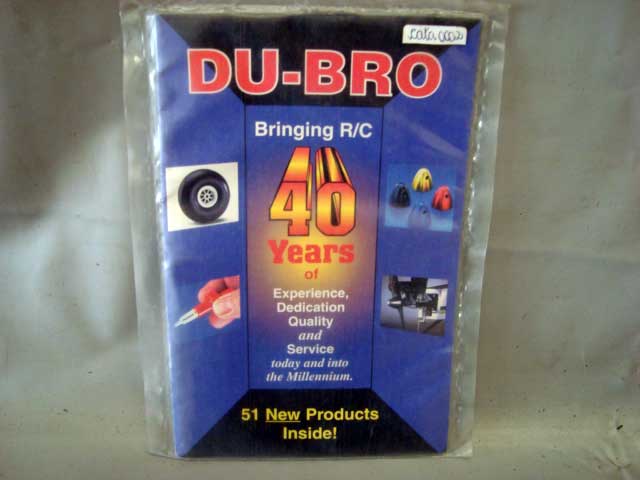 DU-BRO
Bringing R/C
40
Years
of
Experience,
Dedication
Quality
and
Service
today and into
the Millennium.
51 New Products
Inside!